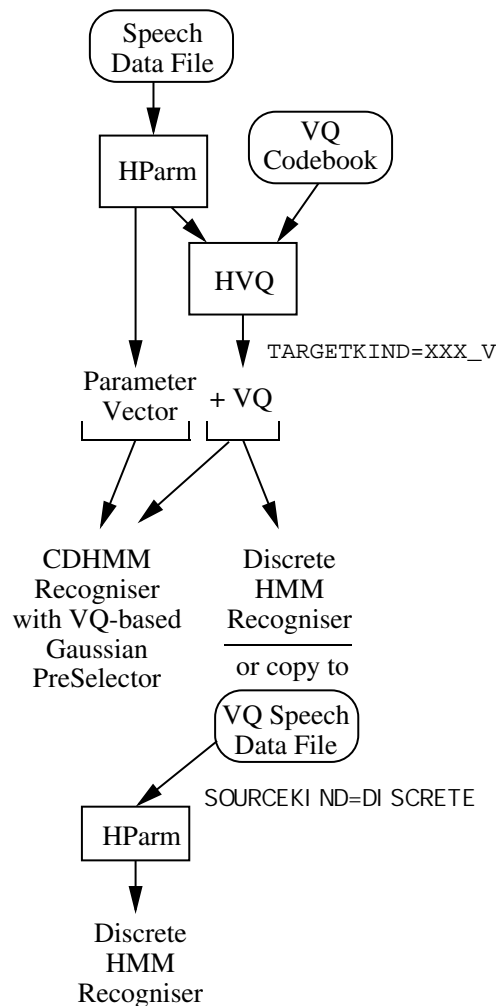 Speech
Data File
VQ
Codebook
HParm
HVQ
TARGETKIND=XXX_V
Parameter
Vector
+ VQ
CDHMM
Recogniser
with VQ-based
Gaussian
PreSelector
Discrete
HMM
Recogniser
or copy to
VQ Speech
Data File
SOURCEKIND=DISCRETE
HParm
Discrete
HMM
Recogniser